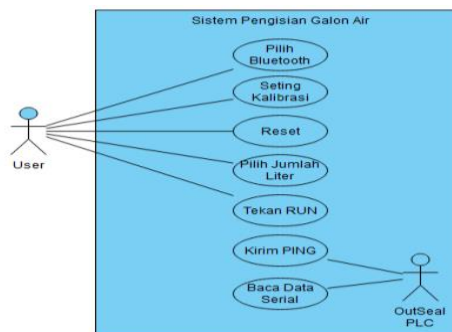 Sistem Pengisian Galon Air
Pilih
Bluetooth
Seting
Kalibrasi
Reset
User
Pilih Jumlah
Liter
Tekan RUN
Kirim PING
Baca Data
Serial
OutSeal
PLC